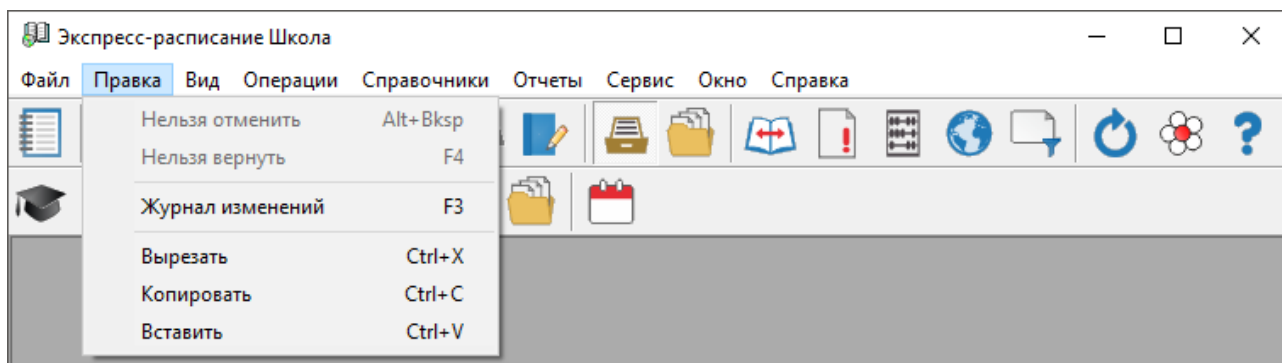 Экспресс-расписание Школа
Файл Правка Вид Операции Справочники Отчеты Сервис Окно Справка
Нельзя отменить Alt+Bksp
Нельзя вернуть F4
Журнал изменений F3
Вырезать Ctrl+X
Копировать Ctrl+C
Вставить Ctrl+V